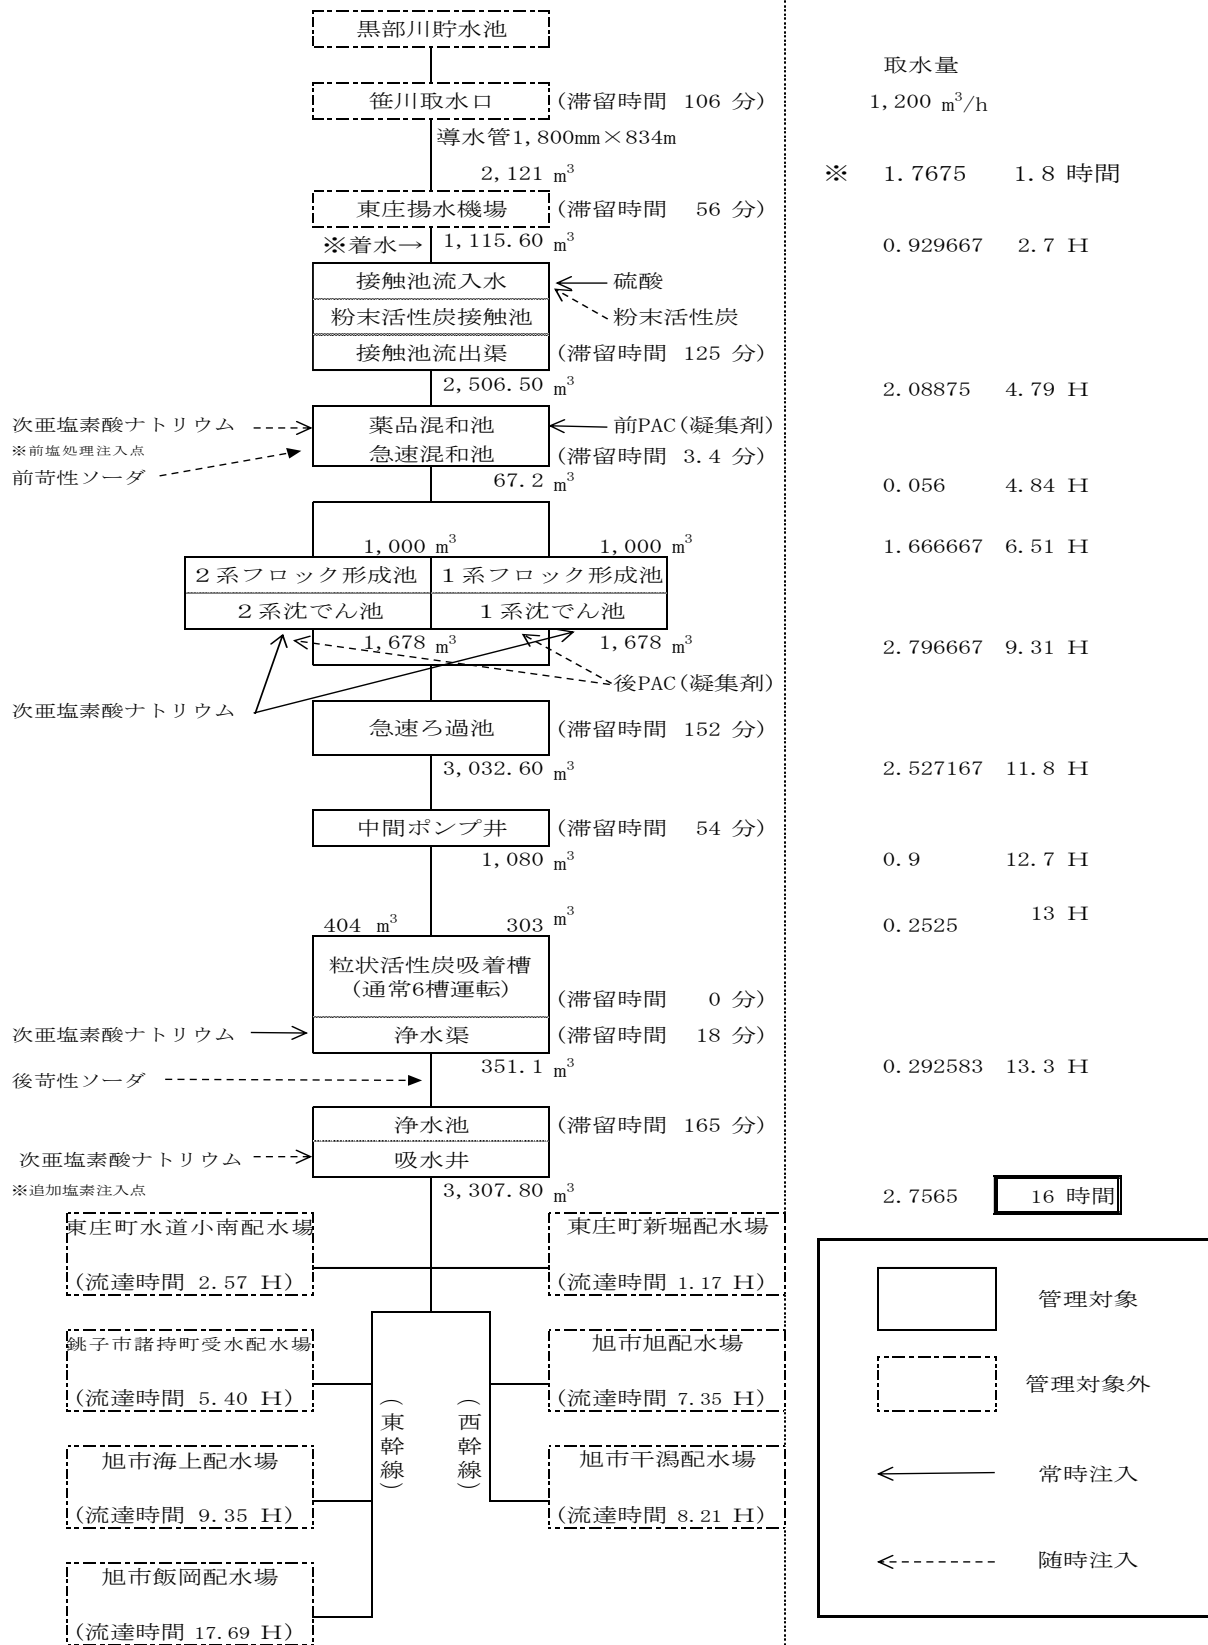 黒部川貯水池
取水量
笹川取水口 (滞留時間 106 分) 1,200 m³/h
導水管1,800mm×834m
2,121 m³ ※ 1.7675 1.8 時間
東庄揚水機場 (滞留時間 56 分)
※着水→ 1,115.60 m³ 0.929667 2.7 H
接触池流入水 硫酸
粉末活性炭接触池 粉末活性炭
接触池流出渠 (滞留時間 125 分)
2,506.50 m³ 2.08875 4.79 H
次亜塩素酸ナトリウム 薬品混和池 前PAC(凝集剤)
※前塩処理注入点 急速混和池 (滞留時間 3.4 分)
前苛性ソーダ 67.2 m³ 0.056 4.84 H
1,000 m³ 1,000 m³ 1.666667 6.51 H
2系フロック形成池 1系フロック形成池
2系沈でん池 1系沈でん池
1,678 m³ 1,678 m³ 2.796667 9.31 H
後PAC(凝集剤)
次亜塩素酸ナトリウム
急速ろ過池 (滞留時間 152 分)
3,032.60 m³ 2.527167 11.8 H
中間ポンプ井 (滞留時間 54 分)
1,080 m³ 0.9 12.7 H
404 m³ 303 m³ 0.2525 13 H
粒状活性炭吸着槽
(通常6槽運転)
(滞留時間 0 分)
次亜塩素酸ナトリウム 浄水渠 (滞留時間 18 分)
351.1 m³ 0.292583 13.3 H
後苛性ソーダ
浄水池 (滞留時間 165 分)
次亜塩素酸ナトリウム 吸水井
※追加塩素注入点 3,307.80 m³ 2.7565 16 時間
東庄町水道小南配水場 東庄町新堀配水場
(流達時間 2.57 H) (流達時間 1.17 H)
管理対象
銚子市諸持町受水配水場 旭市旭配水場
(流達時間 5.40 H) (流達時間 7.35 H)
管理対象外
(東幹線) (西幹線)
旭市海上配水場 旭市干潟配水場
常時注入
(流達時間 9.35 H) (流達時間 8.21 H)
随時注入
旭市飯岡配水場
(流達時間 17.69 H)